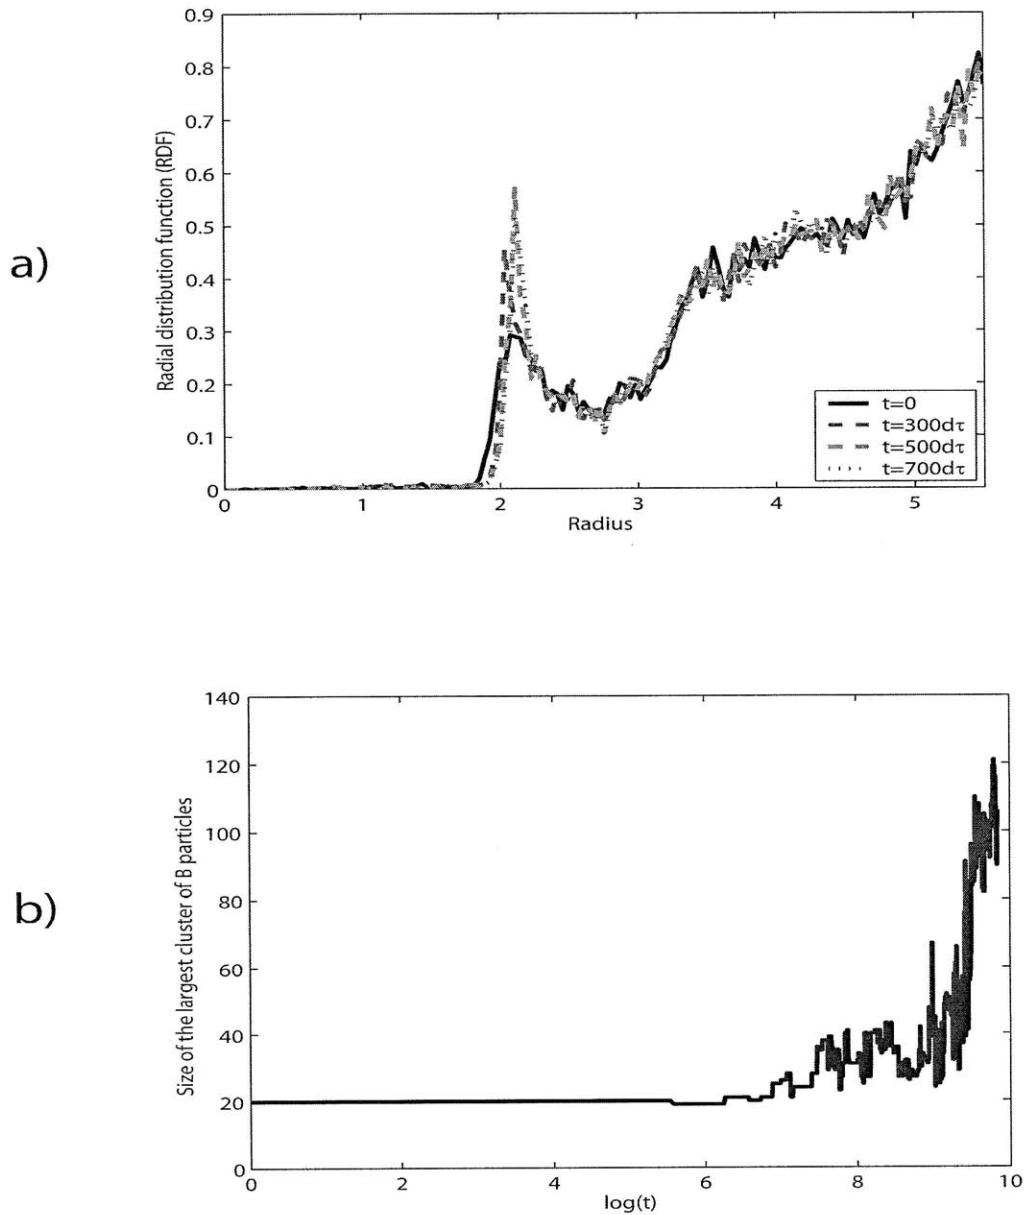 a)
Radial distribution function (RDF)
0.9
0.8
0.7
0.6
0.5
0.4
0.3
0.2
0.1
0
0 1 2 3 4 5
Radius
t=0
t=300dτ
t=500dτ
t=700dτ
b)
Size of the largest cluster of B particles
140
120
100
80
60
40
20
0
0 2 4 6 8 10
log(t)